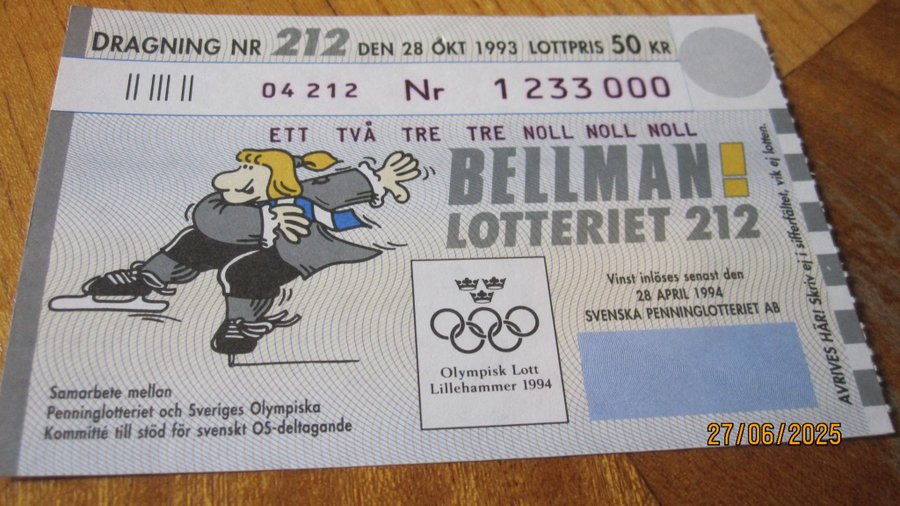 DRAGNING NR 212 DEN 28 OKT 1993 LOTTPRIS 50 KR
04 212 Nr 1 233 000
ETT TVÅ TRE TRE NOLL NOLL NOLL
BELLMAN!
LOTTERIET 212
Vinst inlöses senast den
28 APRIL 1994
SVENSKA PENNINGLOTTERIET AB
Olympisk Lott
Lillehammer 1994
Samarbete mellan
Penninglotteriet och Sveriges Olympiska
Kommitté till stöd för svenskt OS-deltagande
AVRIVES HÄR! Skriv ej i sifferfältet, vik ej lotten.
27/06/2025